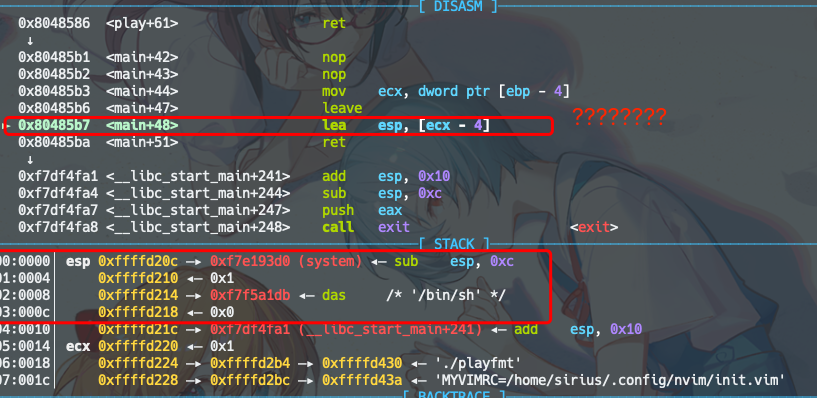 [ DISASM ]
0x8048586 <play+61> ret
↓
0x80485b1 <main+42> nop
0x80485b2 <main+43> nop
0x80485b3 <main+44> mov ecx, dword ptr [ebp - 4]
0x80485b6 <main+47> leave
► 0x80485b7 <main+48> lea esp, [ecx - 4] ????????
0x80485ba <main+51> ret
↓
0xf7df4fa1 <__libc_start_main+241> add esp, 0x10
0xf7df4fa4 <__libc_start_main+244> sub esp, 0xc
0xf7df4fa7 <__libc_start_main+247> push eax
0xf7df4fa8 <__libc_start_main+248> call exit <exit>
[ STACK ]
00:0000│ esp 0xffffd20c —▸ 0xf7e193d0 (system) ◂— sub esp, 0xc
01:0004│ 0xffffd210 ◂— 0x1
02:0008│ 0xffffd214 —▸ 0xf7f5a1db ◂— das /* '/bin/sh' */
03:000c│ 0xffffd218 ◂— 0x0
04:0010│ 0xffffd21c —▸ 0xf7df4fa1 (__libc_start_main+241) ◂— add esp, 0x10
05:0014│ ecx 0xffffd220 ◂— 0x1
06:0018│ 0xffffd224 —▸ 0xffffd2b4 —▸ 0xffffd430 ◂— './playfmt'
07:001c│ 0xffffd228 —▸ 0xffffd2bc —▸ 0xffffd43a ◂— 'MYVIMRC=/home/sirius/.config/nvim/init.vim'
[ BACKTRACE ]